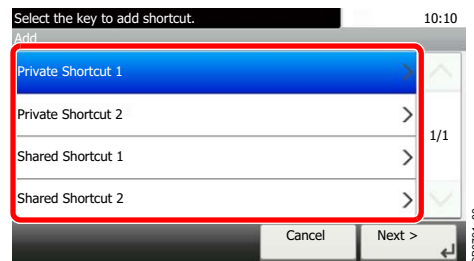 Select the key to add shortcut. 10:10
Add
Private Shortcut 1
Private Shortcut 2
1/1
Shared Shortcut 1
Shared Shortcut 2
Cancel Next >